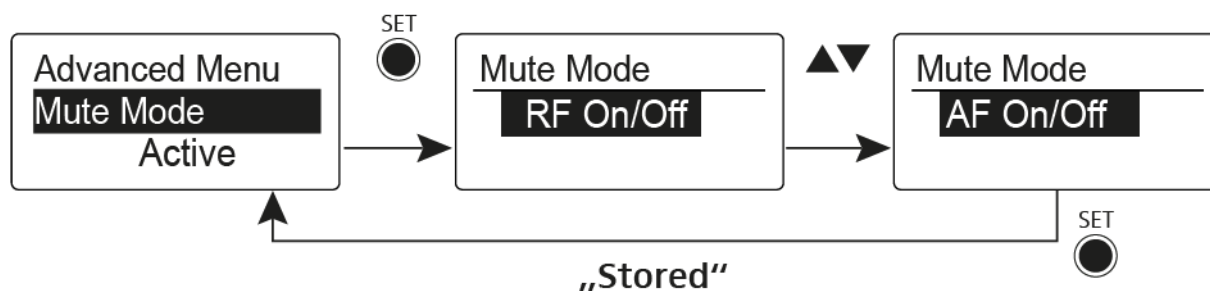 SET
Advanced Menu
Mute Mode
Active
Mute Mode
RF On/Off
▲▼
Mute Mode
AF On/Off
SET
„Stored“